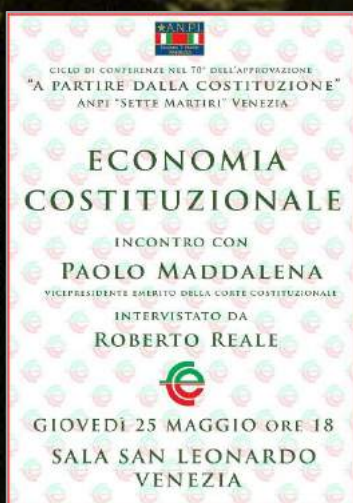 A.N.P.I
CICLO DI CONFERENZE NEL 70° DELL'APPROVAZIONE
"A PARTIRE DALLA COSTITUZIONE"
ANPI "SETTE MARTIRI" VENEZIA
ECONOMIA
COSTITUZIONALE
INCONTRO CON
PAOLO MADDALENA
VICEPRESIDENTE EMERITO DELLA CORTE COSTITUZIONALE
INTERVISTATO DA
ROBERTO REALE
GIOVEDÌ 25 MAGGIO ORE 18
SALA SAN LEONARDO
VENEZIA